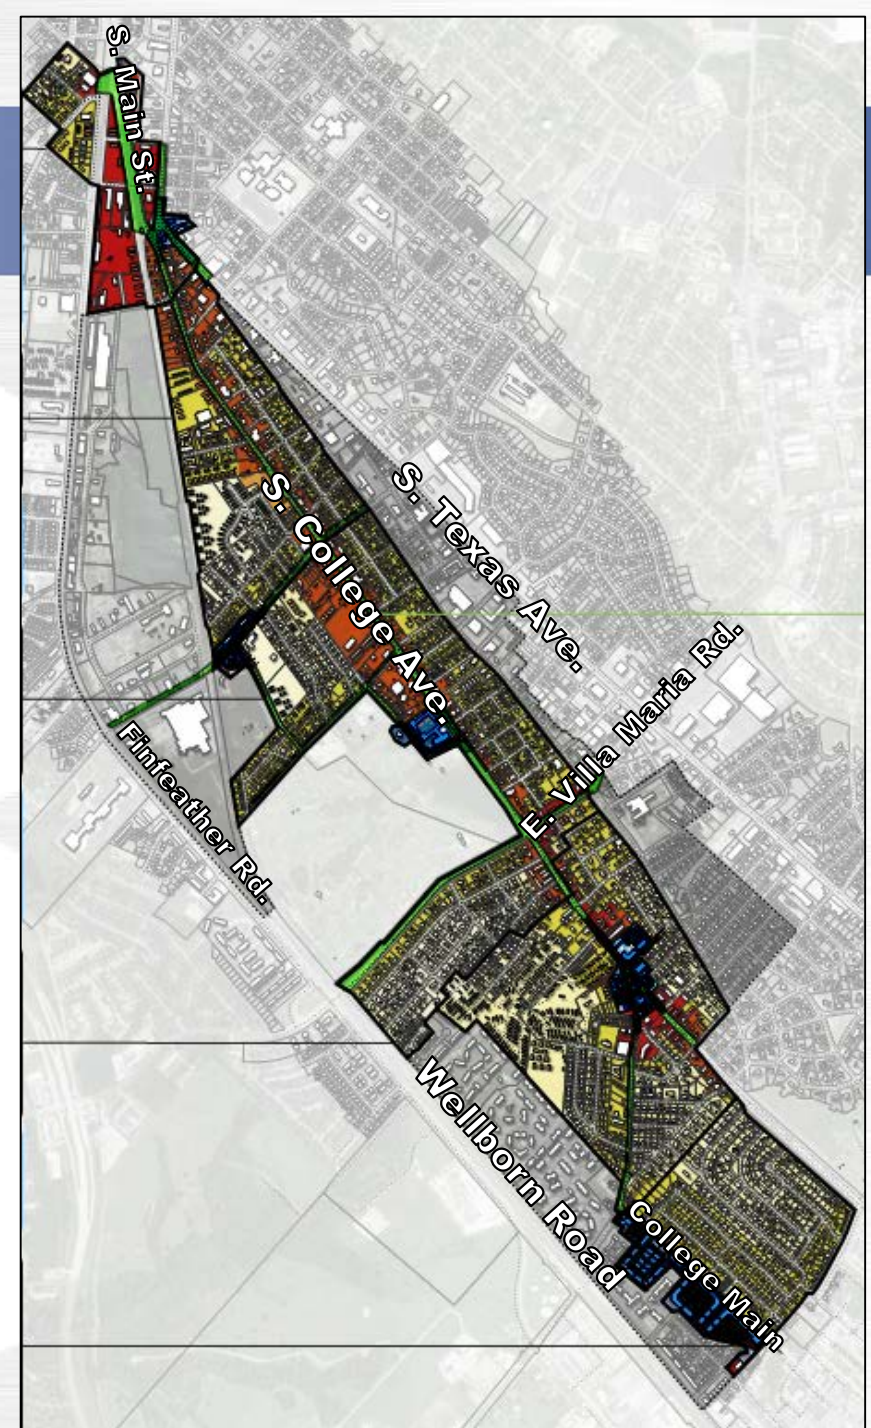 S. Main St.
S. Texas Ave.
S. College Ave.
E. Villa Maria Rd.
Finfeather Rd.
Wellborn Road
College Main